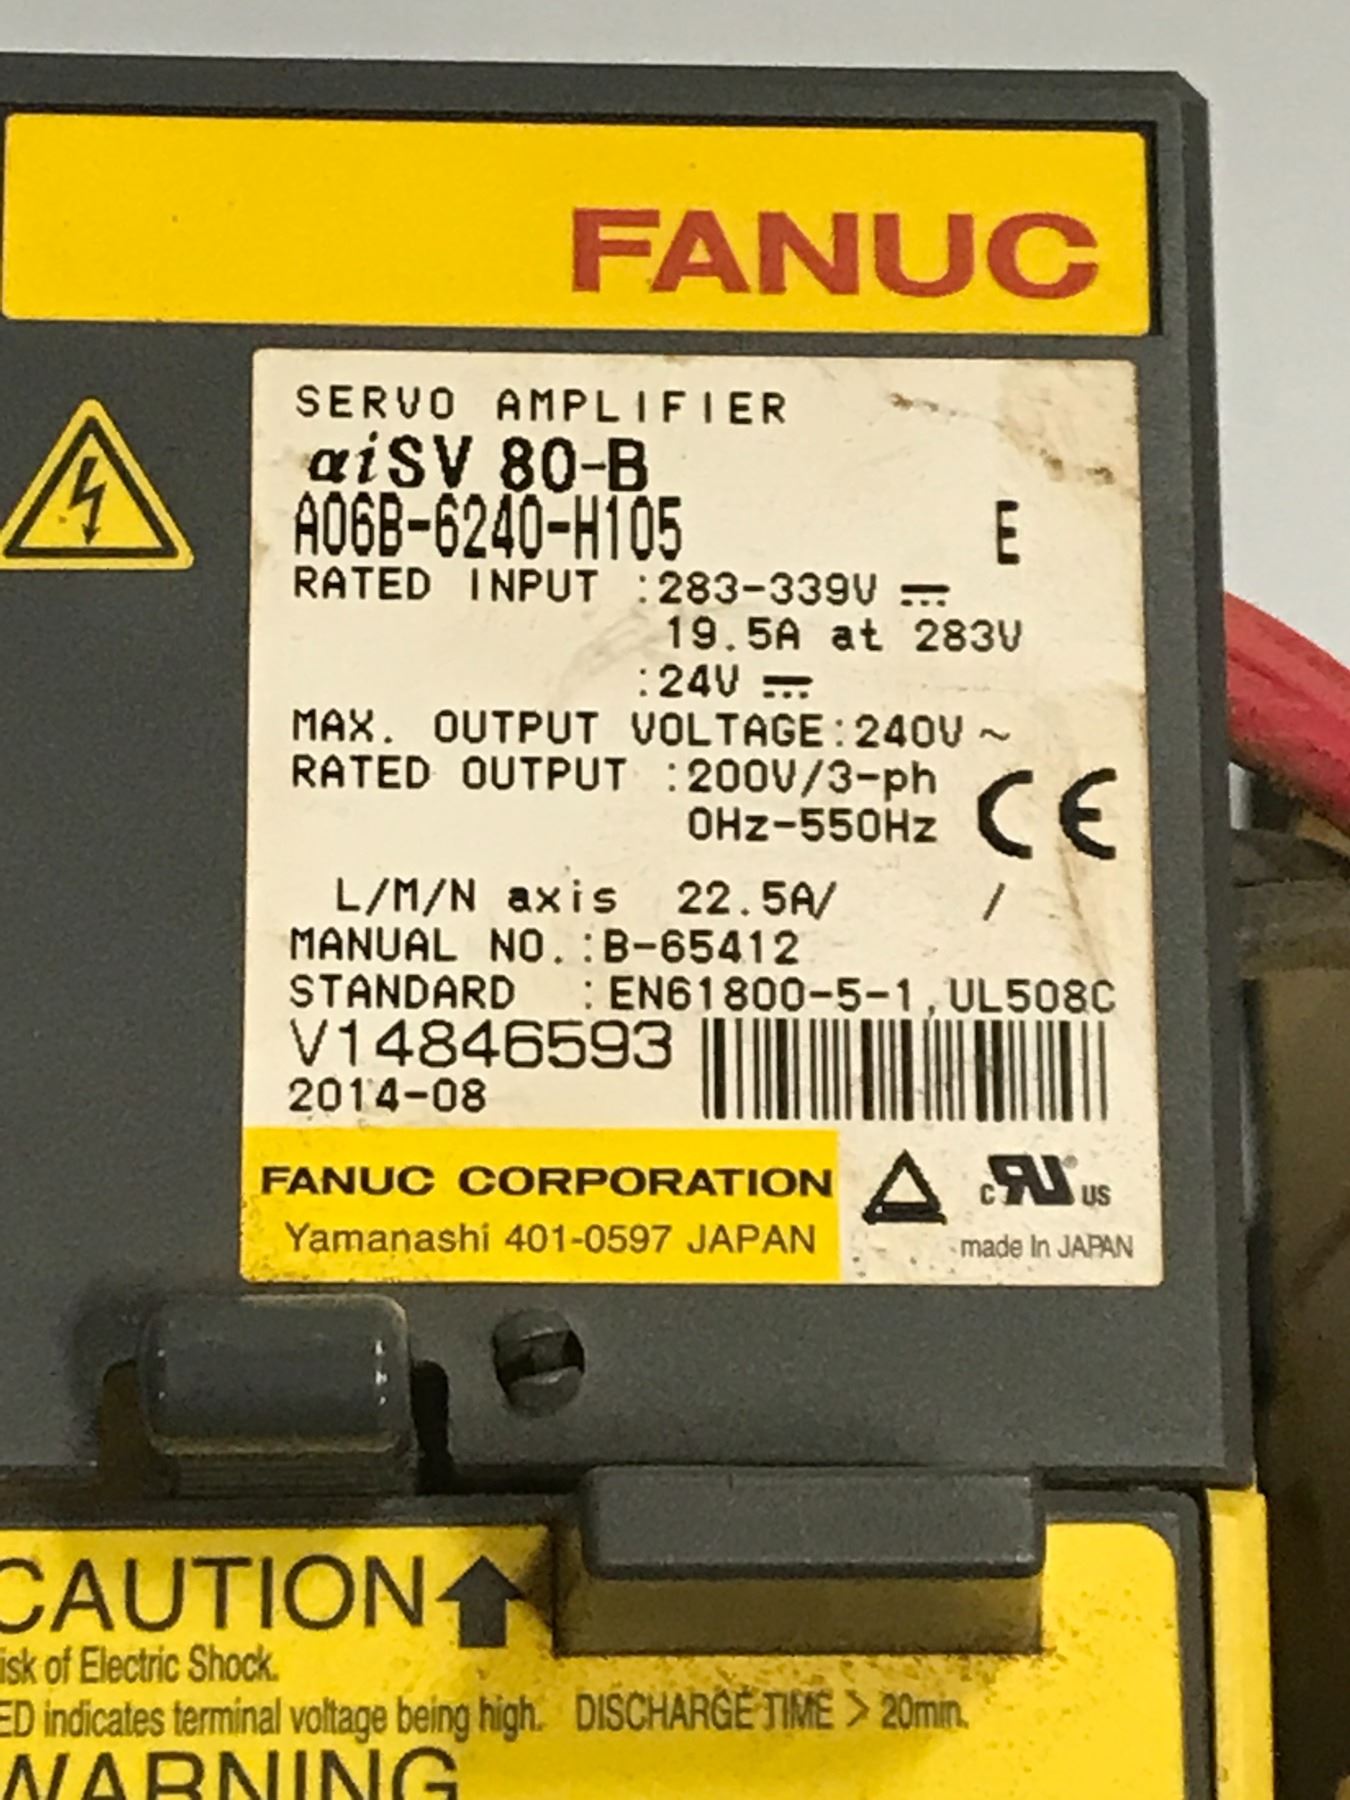 FANUC
SERVO AMPLIFIER
αiSV 80-B
A06B-6240-H105 E
RATED INPUT :283-339V ⎓
19.5A at 283V
:24V ⎓
MAX. OUTPUT VOLTAGE:240V~
RATED OUTPUT :200V/3-ph
0Hz-550Hz CE
L/M/N axis 22.5A/ /
MANUAL NO.:B-65412
STANDARD :EN61800-5-1,UL508C
V14846593
2014-08
FANUC CORPORATION
Yamanashi 401-0597 JAPAN
c RU ® US
made In JAPAN
CAUTION
isk of Electric Shock.
ED indicates terminal voltage being high. DISCHARGE TIME > 20min.
WARNING